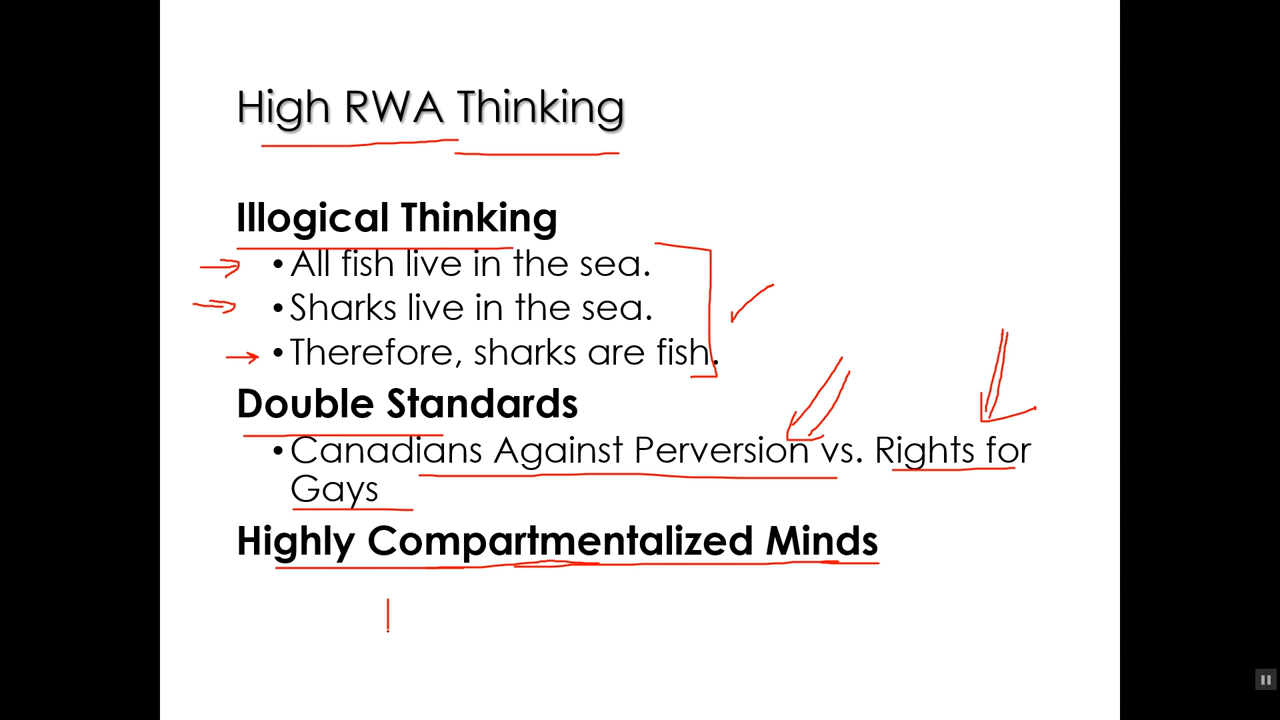 High RWA Thinking
Illogical Thinking
• All fish live in the sea.
• Sharks live in the sea.
• Therefore, sharks are fish.
Double Standards
• Canadians Against Perversion vs. Rights for
Gays
Highly Compartmentalized Minds